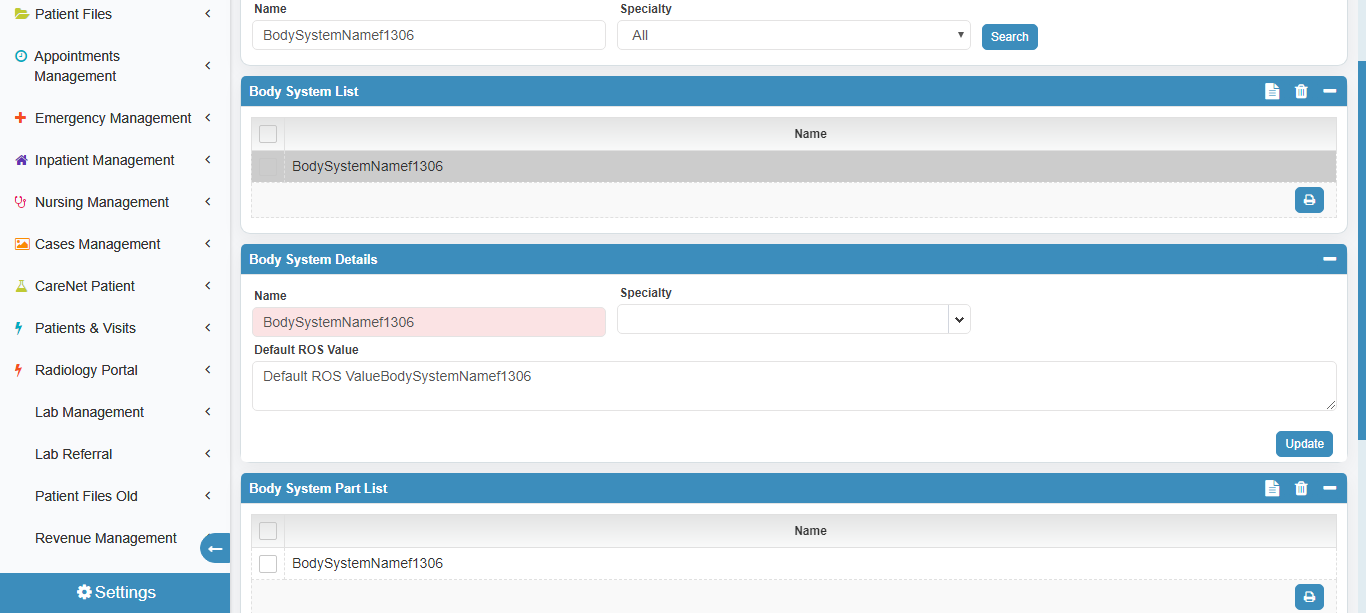 Patient Files
Appointments
Management
Emergency Management
Inpatient Management
Nursing Management
Cases Management
CareNet Patient
Patients & Visits
Radiology Portal
Lab Management
Lab Referral
Patient Files Old
Revenue Management
Settings
Name
Specialty
BodySystemNamef1306
All
Search
Body System List
Name
BodySystemNamef1306
Body System Details
Name
Specialty
BodySystemNamef1306
Default ROS Value
Default ROS ValueBodySystemNamef1306
Update
Body System Part List
Name
BodySystemNamef1306